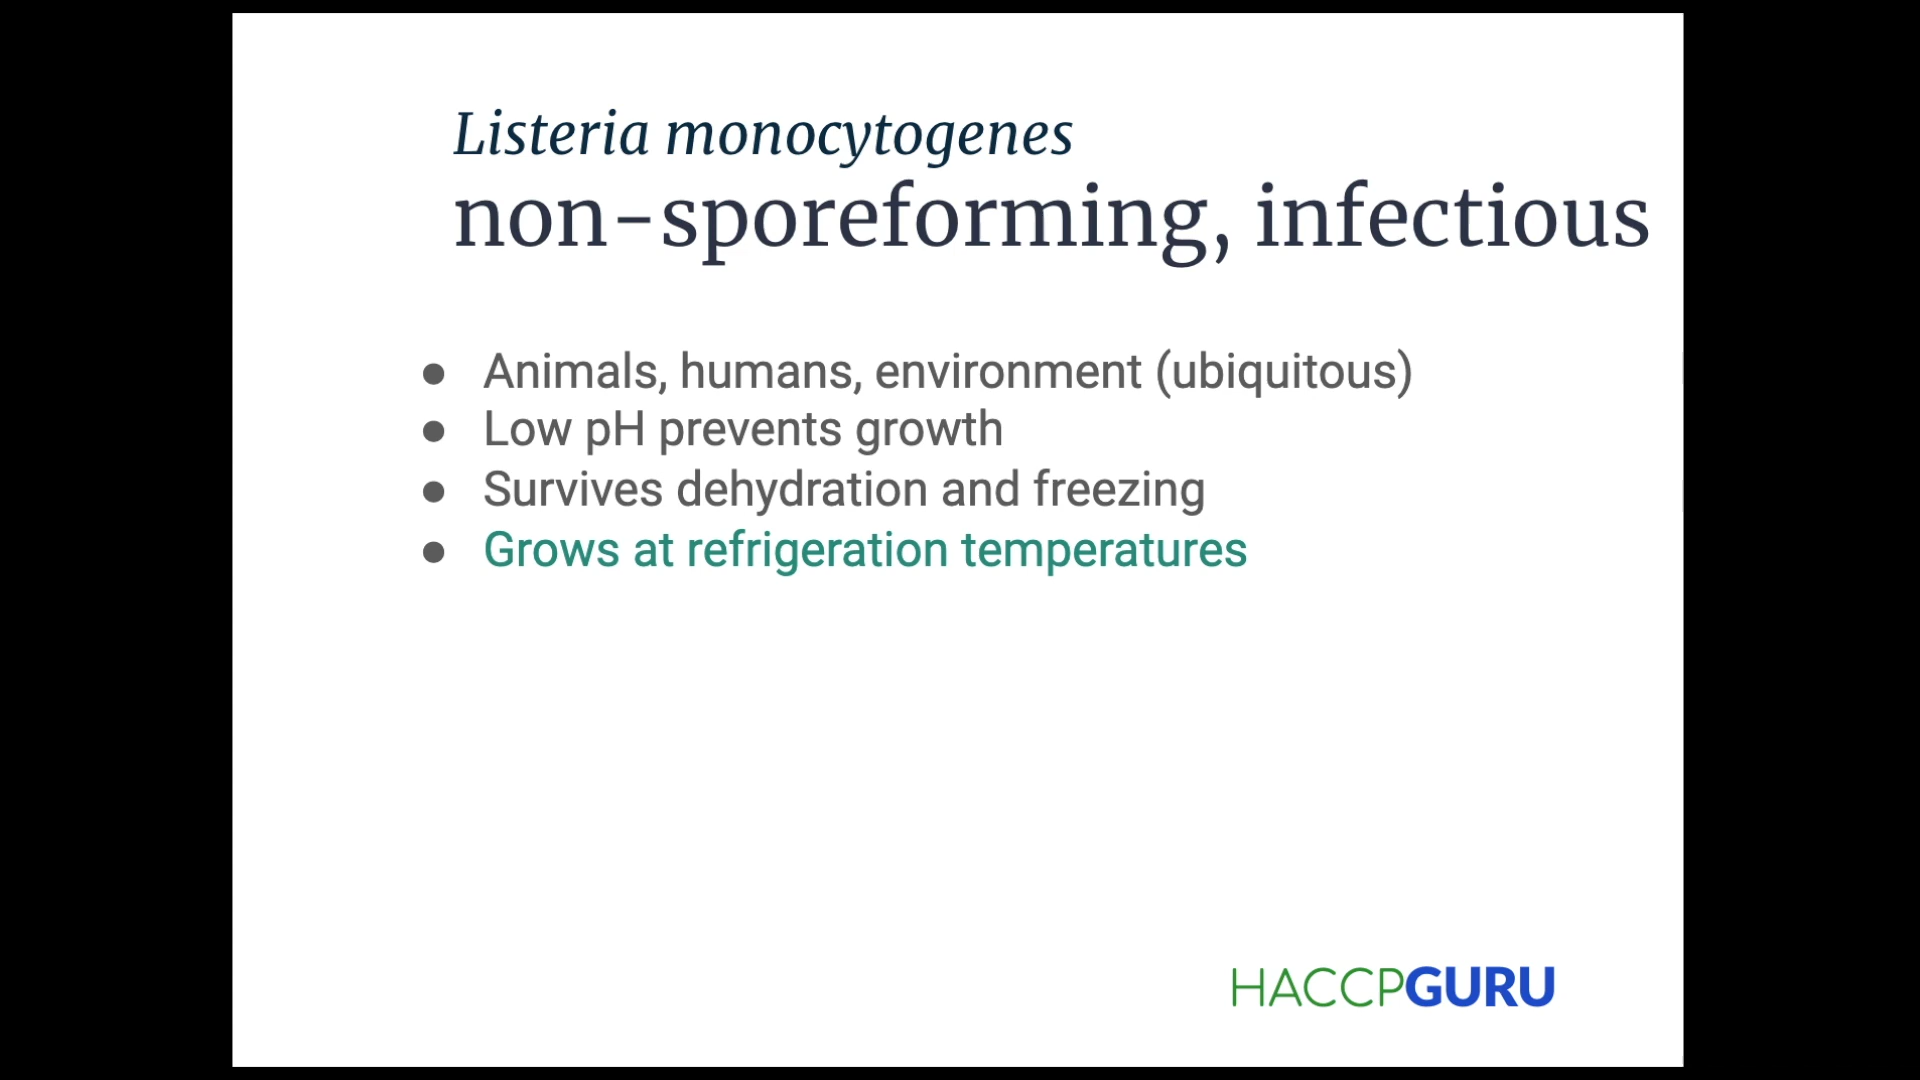 Listeria monocytogenes
non-sporeforming, infectious
● Animals, humans, environment (ubiquitous)
● Low pH prevents growth
● Survives dehydration and freezing
● Grows at refrigeration temperatures
HACCPGURU